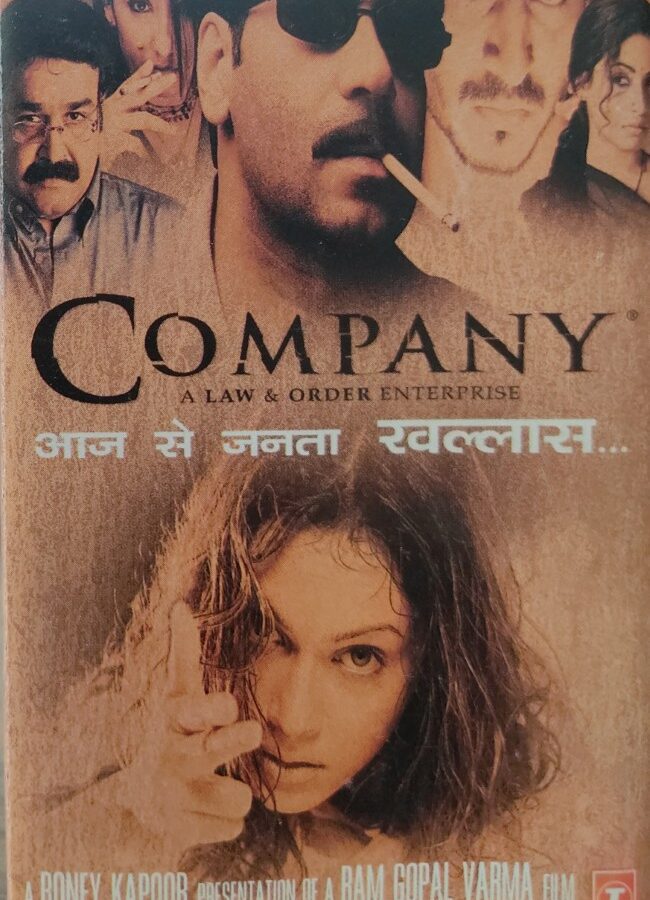 COMPANY®
A LAW & ORDER ENTERPRISE
आज से जनता खल्लास...
A BONEY KAPOOR PRESENTATION OF A RAM GOPAL VARMA FILM
T